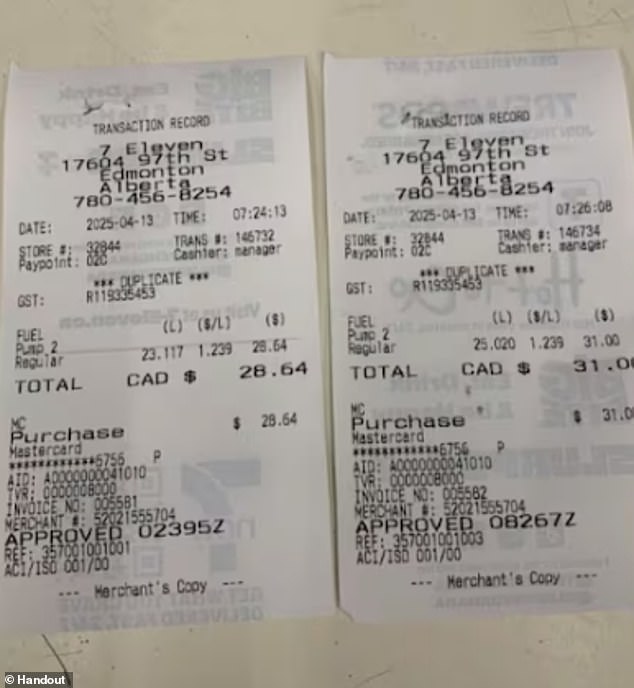 TRANSACTION RECORD
7 Eleven
17604 97th St
Edmonton
Alberta
780-456-8254
DATE: 2025-04-13 TIME: 07:24:13
STORE #: 32844 TRANS #: 146732
Paypoint: 02C Cashier: manager
*** DUPLICATE ***
GST: R119335453
FUEL (L) ($/L) ($)
Pump 2
Regular 23.117 1.239 28.64
TOTAL CAD $ 28.64
MC
Purchase $ 28.64
Mastercard
************6756 P
AID: A0000000041010
TVR: 0000008000
INVOICE NO: 005581
MERCHANT #: 52021555704
APPROVED 02395Z
REF: 357001001001
ACI/ISO 001/00
--- Merchant's Copy ---
TRANSACTION RECORD
7 Eleven
17604 97th St
Edmonton
Alberta
780-456-8254
DATE: 2025-04-13 TIME: 07:26:08
STORE #: 32844 TRANS #: 146734
Paypoint: 02C Cashier: manager
*** DUPLICATE ***
GST: R119335453
FUEL (L) ($/L) ($)
Pump 2
Regular 25.020 1.239 31.00
TOTAL CAD $ 31.00
MC
Purchase $ 31.00
Mastercard
************6756 P
AID: A0000000041010
TVR: 0000008000
INVOICE NO: 005582
MERCHANT #: 52021555704
APPROVED 08267Z
REF: 357001001003
ACI/ISO 001/00
--- Merchant's Copy ---
© Handout